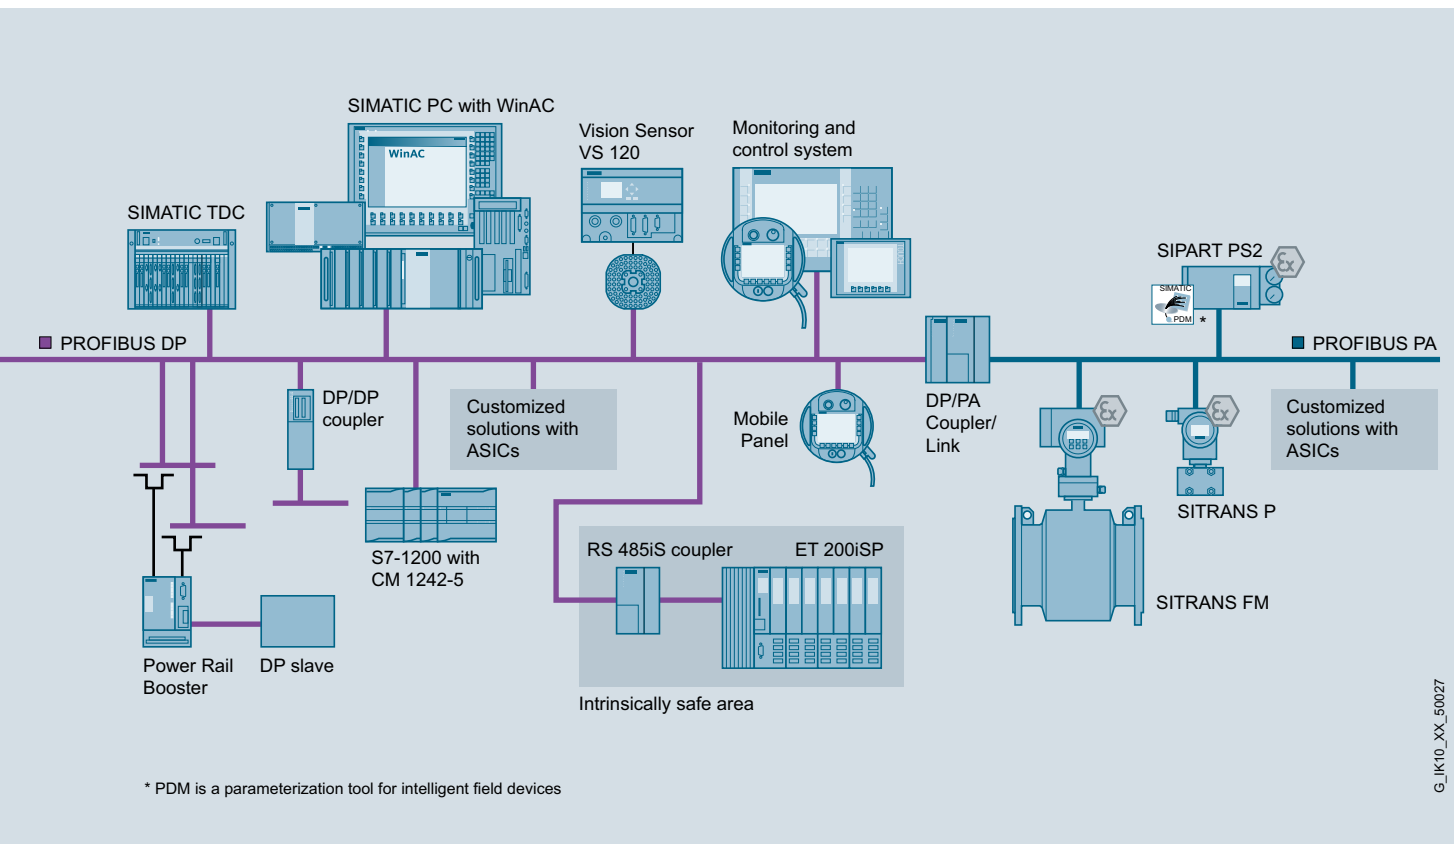 SIMATIC PC with WinAC
WinAC
Vision Sensor
VS 120
Monitoring and
control system
SIMATIC TDC
SIPART PS2
Ex
SIMATIC
PDM
*
PROFIBUS DP
PROFIBUS PA
DP/DP
coupler
Customized
solutions with
ASICs
Mobile
Panel
DP/PA
Coupler/
Link
Ex
Ex
Customized
solutions with
ASICs
SITRANS P
S7-1200 with
CM 1242-5
RS 485iS coupler
ET 200iSP
SITRANS FM
Power Rail
Booster
DP slave
Intrinsically safe area
G_IK10_XX_50027
* PDM is a parameterization tool for intelligent field devices